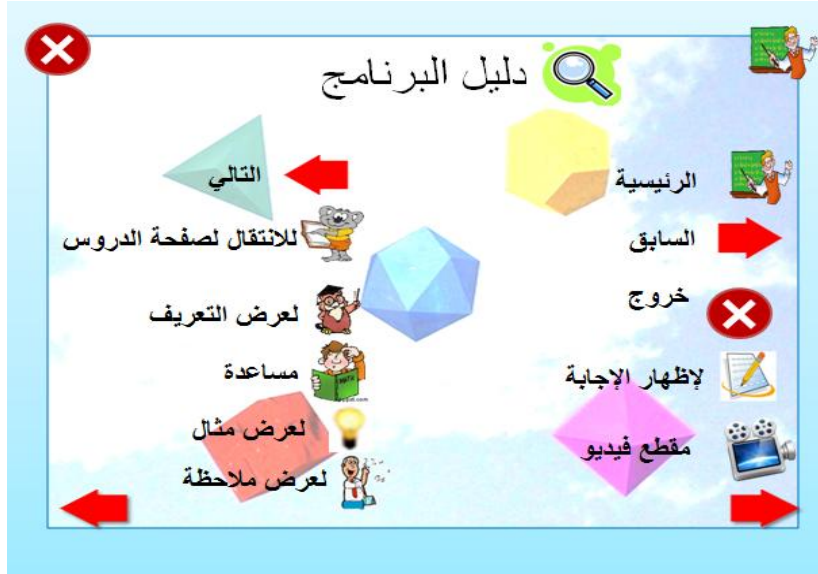 دليل البرنامج
الرئيسية
السابق
خروج
لإظهار الإجابة
مقطع فيديو
التالي
للانتقال لصفحة الدروس
لعرض التعريف
مساعدة
MATH
لعرض مثال
لعرض ملاحظة